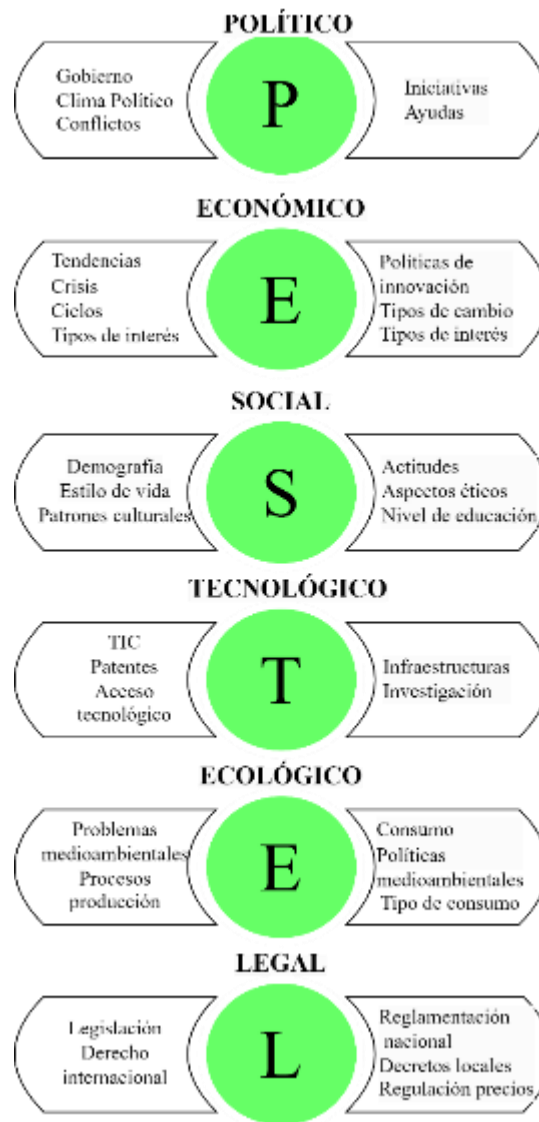 POLÍTICO
Gobierno
Clima Político
Conflictos
P
Iniciativas
Ayudas
ECONÓMICO
Tendencias
Crisis
Ciclos
Tipos de interés
E
Políticas de
innovación
Tipos de cambio
Tipos de interés
SOCIAL
Demografía
Estilo de vida
Patrones culturales
S
Actitudes
Aspectos éticos
Nivel de educación
TECNOLÓGICO
TIC
Patentes
Acceso
tecnológico
T
Infraestructuras
Investigación
ECOLÓGICO
Problemas
medioambientales
Procesos
producción
E
Consumo
Políticas
medioambientales
Tipo de consumo
LEGAL
Legislación
Derecho
internacional
L
Reglamentación
nacional
Decretos locales
Regulación precios